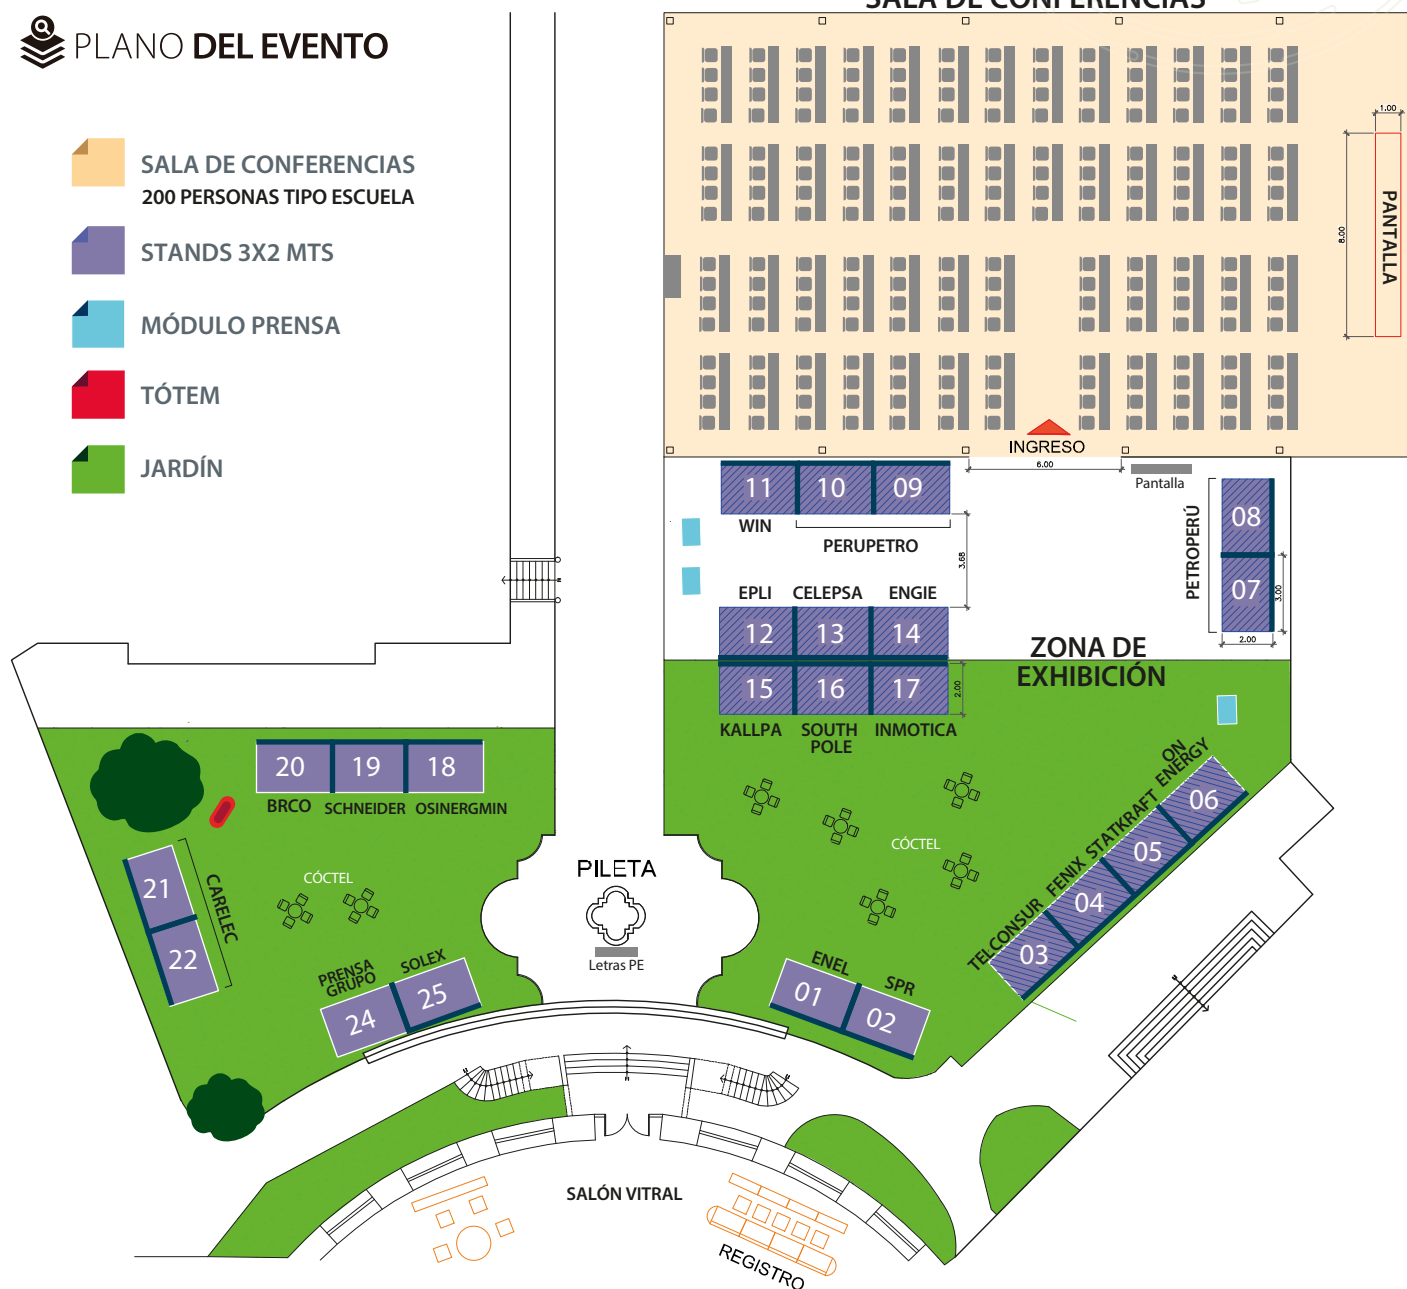 SALA DE CONFERENCIAS
PLANO DEL EVENTO
SALA DE CONFERENCIAS
200 PERSONAS TIPO ESCUELA
STANDS 3X2 MTS
MÓDULO PRENSA
TÓTEM
JARDÍN
1.00
8.00
PANTALLA
INGRESO
6.00
Pantalla
11
10
09
WIN
PERUPETRO
3.68
PETROPERÚ
08
07
3.00
2.00
EPLI
CELEPSA
ENGIE
12
13
14
15
16
17
2.00
KALLPA
SOUTH
POLE
INMOTICA
ZONA DE
EXHIBICIÓN
20
19
18
BRCO
SCHNEIDER
OSINERGMIN
21
22
CARELEC
CÓCTEL
PRENSA
GRUPO
SOLEX
24
25
PILETA
Letras PE
CÓCTEL
ON
ENERGY
STATKRAFT
FENIX
TELCONSUR
06
05
04
03
ENEL
SPR
01
02
SALÓN VITRAL
REGISTRO